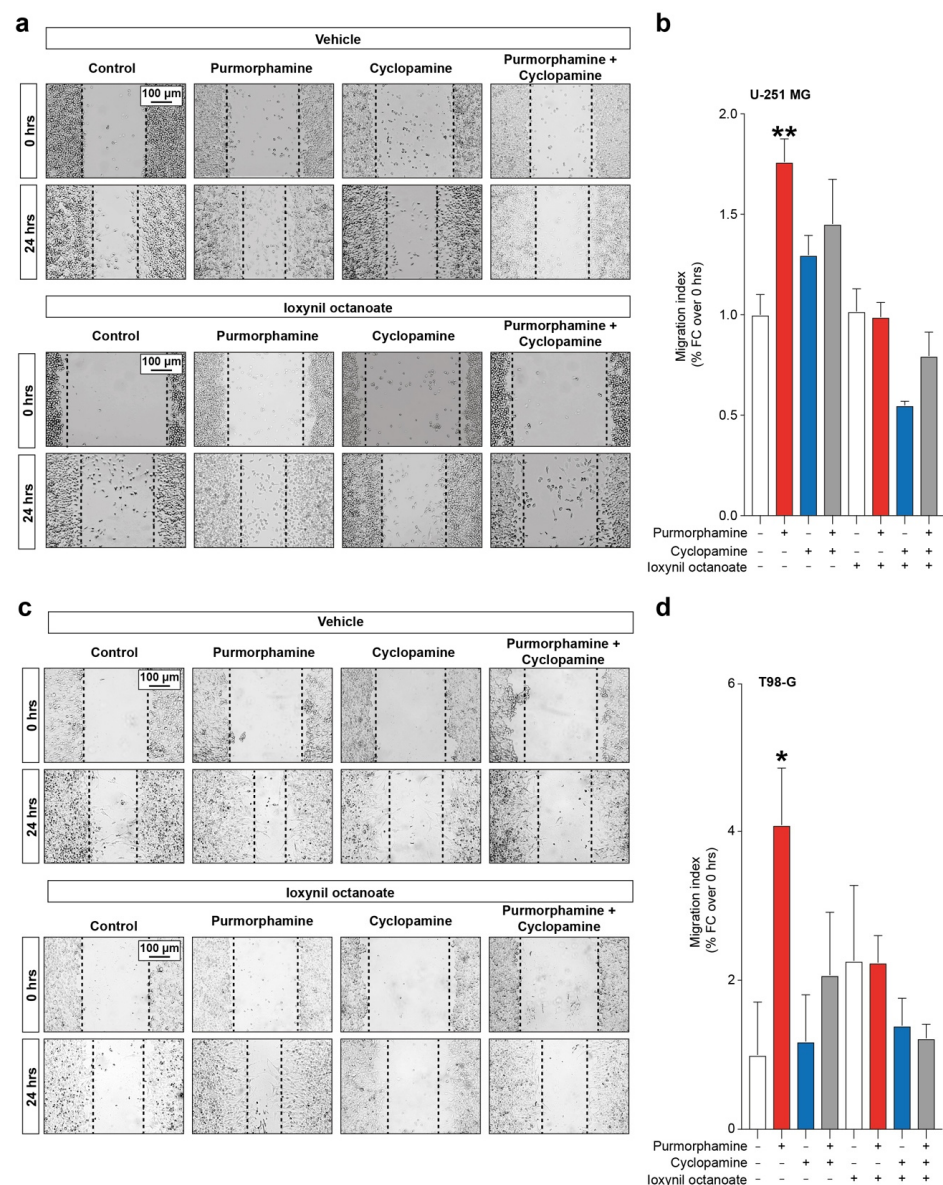 a
Vehicle
Control
Purmorphamine
Cyclopamine
Purmorphamine +
Cyclopamine
100 µm
0 hrs
24 hrs
Ioxynil octanoate
Control
Purmorphamine
Cyclopamine
Purmorphamine +
Cyclopamine
100 µm
0 hrs
24 hrs
b
U-251 MG
**
2.0
1.5
1.0
0.5
0.0
Migration index
(% FC over 0 hrs)
Purmorphamine – + – + – + – +
Cyclopamine – – + + – – + +
Ioxynil octanoate – – – – + + + +
c
Vehicle
Control
Purmorphamine
Cyclopamine
Purmorphamine +
Cyclopamine
100 µm
0 hrs
24 hrs
Ioxynil octanoate
Control
Purmorphamine
Cyclopamine
Purmorphamine +
Cyclopamine
100 µm
0 hrs
24 hrs
d
T98-G
*
6
4
2
0
Migration index
(% FC over 0 hrs)
Purmorphamine – + – + – + – +
Cyclopamine – – + + – – + +
Ioxynil octanoate – – – – + + + +